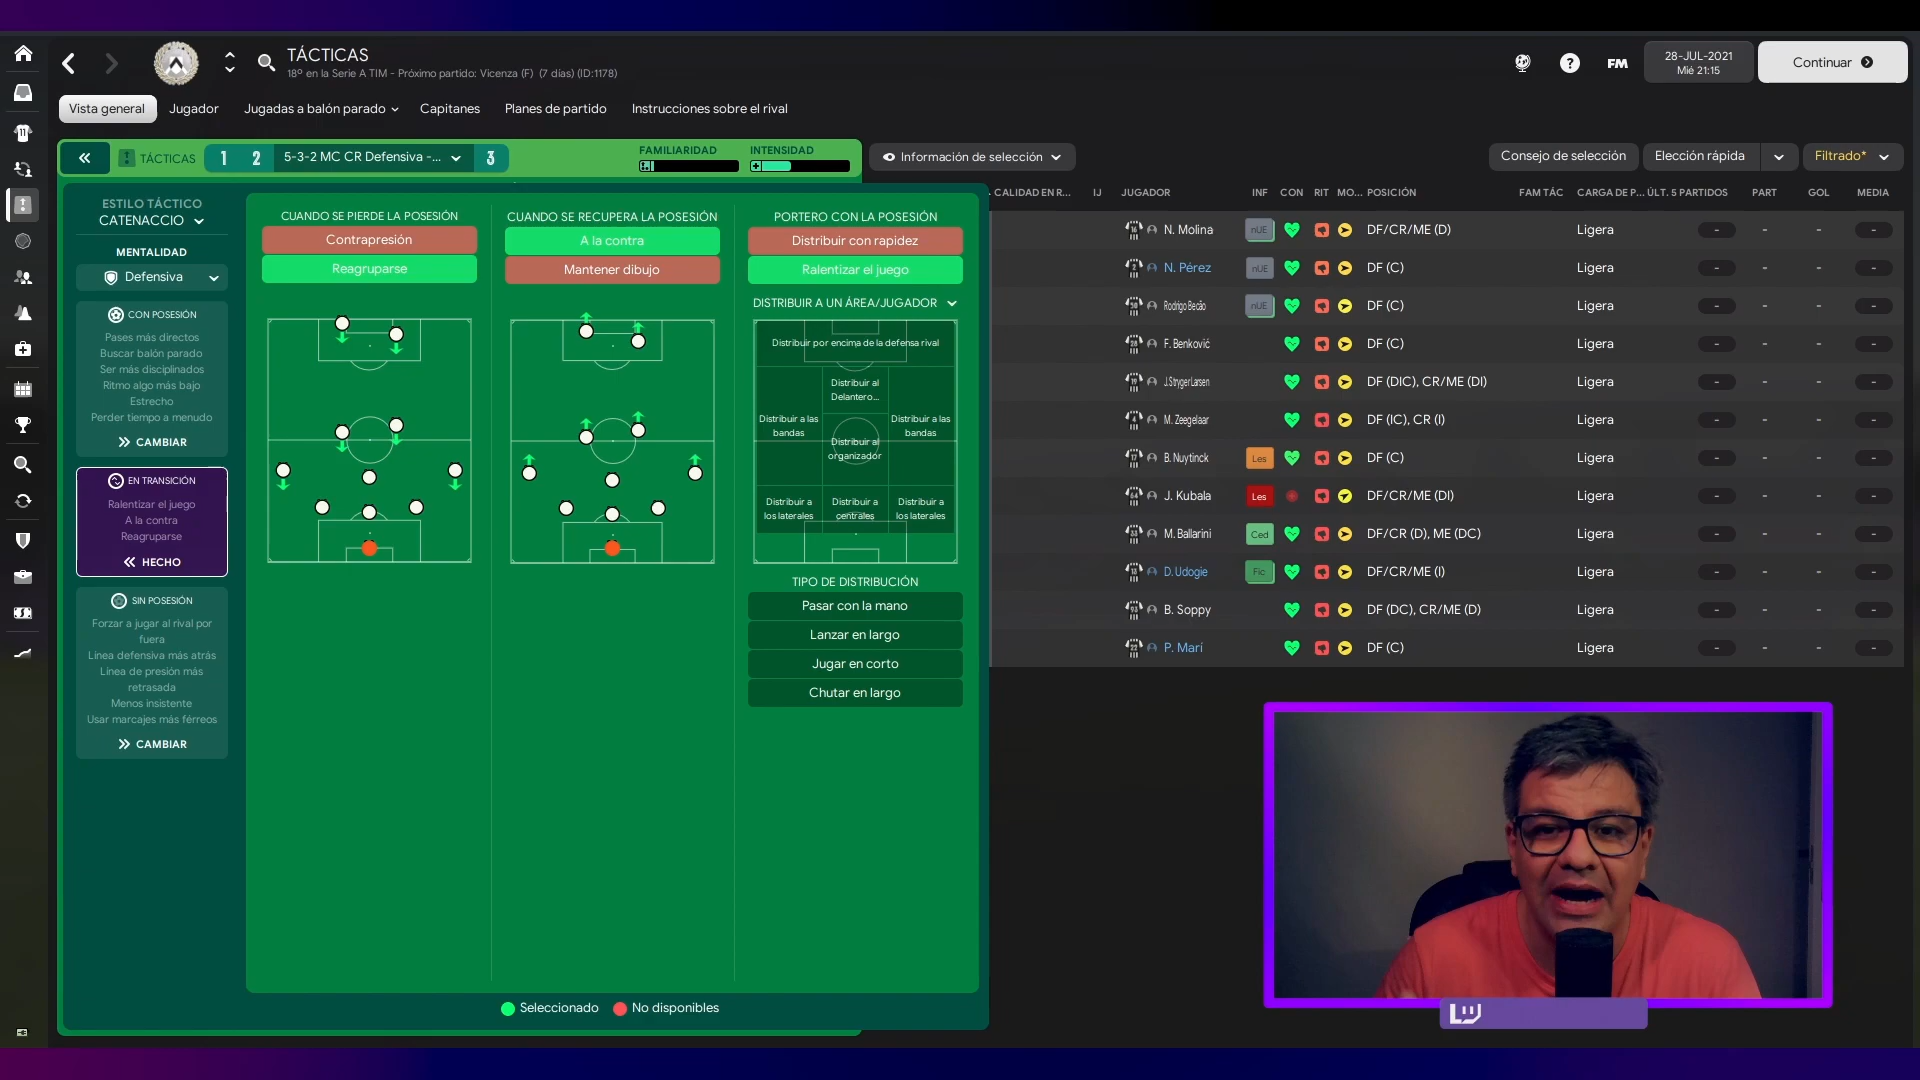 TÁCTICAS
18º en la Serie A TIM - Próximo partido: Vicenza (F) (7 días) (ID:1178)
FM
28-JUL-2021
Mié 21:15
Continuar
Vista general
Jugador
Jugadas a balón parado
Capitanes
Planes de partido
Instrucciones sobre el rival
TÁCTICAS
1
2
5-3-2 MC CR Defensiva -...
3
FAMILIARIDAD
INTENSIDAD
Información de selección
Consejo de selección
Elección rápida
Filtrado*
ESTILO TÁCTICO
CATENACCIO
MENTALIDAD
Defensiva
CON POSESIÓN
Pases más directos
Buscar balón parado
Ser más disciplinados
Ritmo algo más bajo
Estrecho
Perder tiempo a menudo
CAMBIAR
EN TRANSICIÓN
Ralentizar el juego
A la contra
Reagruparse
HECHO
SIN POSESIÓN
Forzar a jugar al rival por
fuera
Línea defensiva más atrás
Línea de presión más
retrasada
Menos insistente
Usar marcajes más férreos
CAMBIAR
CUANDO SE PIERDE LA POSESIÓN
Contrapresión
Reagruparse
CUANDO SE RECUPERA LA POSESIÓN
A la contra
Mantener dibujo
PORTERO CON LA POSESIÓN
Distribuir con rapidez
Ralentizar el juego
DISTRIBUIR A UN ÁREA/JUGADOR
Distribuir por encima de la defensa rival
Distribuir al
Delantero...
Distribuir a las
bandas
Distribuir al
organizador
Distribuir a las
bandas
Distribuir a
los laterales
Distribuir a
centrales
Distribuir a
los laterales
TIPO DE DISTRIBUCIÓN
Pasar con la mano
Lanzar en largo
Jugar en corto
Chutar en largo
Seleccionado
No disponibles
CALIDAD EN R... IJ JUGADOR INF CON RIT MO... POSICIÓN FAM TÁC CARGA DE P... ÚLT. 5 PARTIDOS PART GOL MEDIA
N. Molina nUE DF/CR/ME (D) Ligera - - - -
N. Pérez nUE DF (C) Ligera - - - -
Rodrigo Becão nUE DF (C) Ligera - - - -
F. Benković DF (C) Ligera - - - -
J. Stryger Larsen DF (DIC), CR/ME (DI) Ligera - - - -
M. Zeegelaar DF (IC), CR (I) Ligera - - - -
B. Nuytinck Les DF (C) Ligera - - - -
J. Kubala Les DF/CR/ME (DI) Ligera - - - -
M. Ballarini Ced DF/CR (D), ME (DC) Ligera - - - -
D. Udogie Fic DF/CR/ME (I) Ligera - - - -
B. Soppy DF (DC), CR/ME (D) Ligera - - - -
P. Marí DF (C) Ligera - - - -